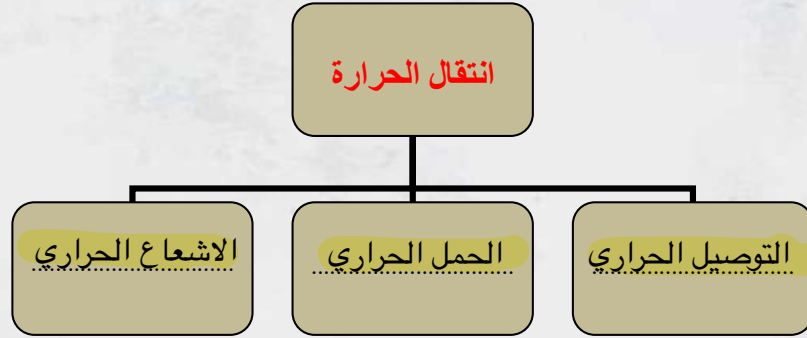 انتقال الحرارة
التوصيل الحراري
الحمل الحراري
الاشعاع الحراري